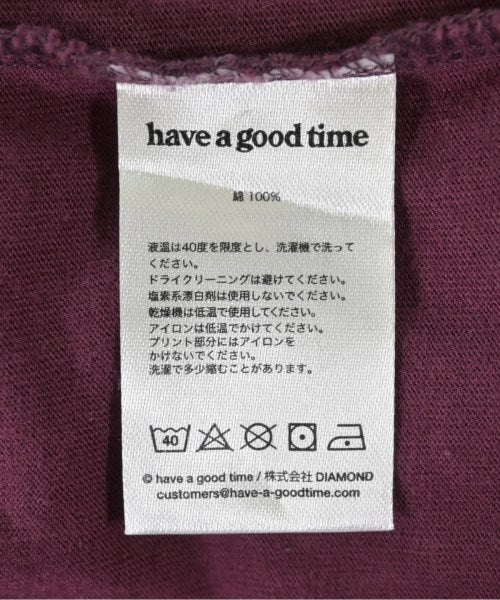 have a good time
綿 100%
液温は40度を限度とし、洗濯機で洗って
ください。
ドライクリーニングは避けてください。
塩素系漂白剤は使用しないでください。
乾燥機は低温で使用してください。
アイロンは低温でかけてください。
プリント部分にはアイロンを
かけないでください。
洗濯で多少縮むことがあります。
40
© have a good time / 株式会社 DIAMOND
customers@have-a-goodtime.com